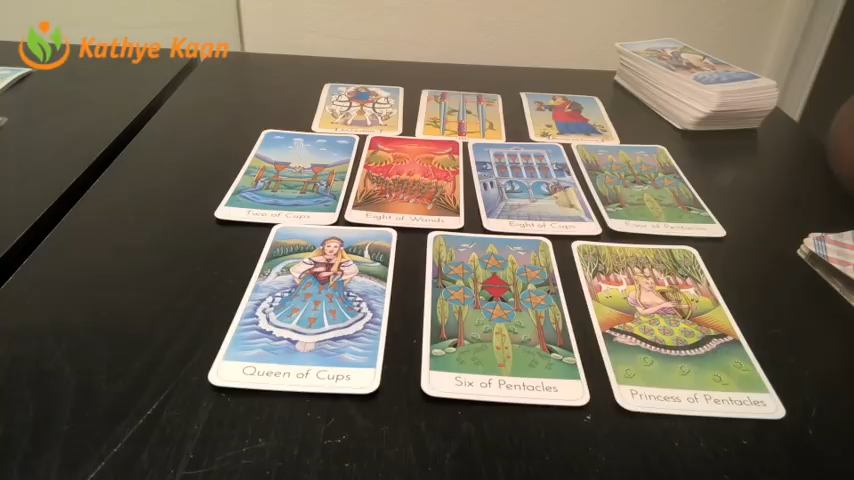 Kathye Kaan
Two of Cups
Eight of Wands
Eight of Cups
Four of Pentacles
Queen of Cups
Six of Pentacles
Princess of Pentacles